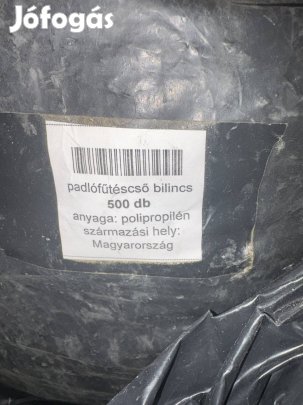 Jófogás
padlófűtéscső bilincs
500 db
anyaga: polipropilén
származási hely:
Magyarország